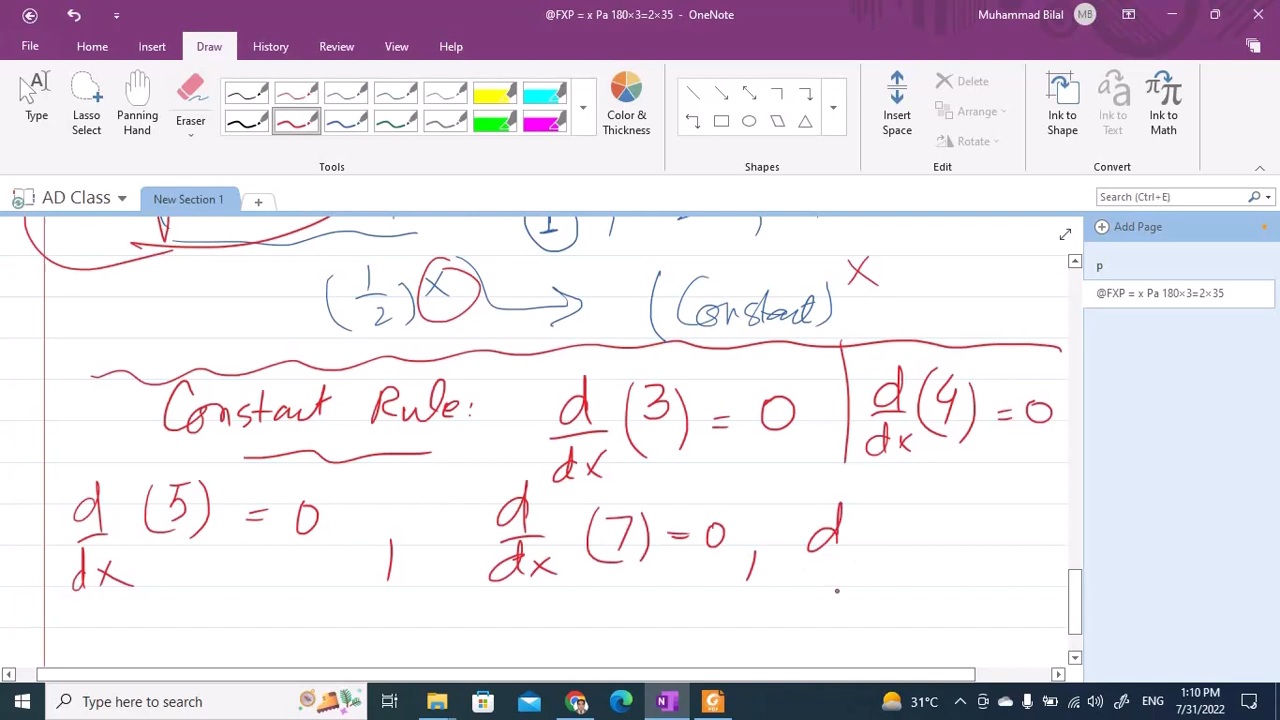 @FXP = x Pa 180×3=2×35 - OneNote
Muhammad Bilal MB
File Home Insert Draw History Review View Help
Type
Lasso Select
Panning Hand
Eraser
Color & Thickness
Insert Space
Delete
Arrange
Rotate
Ink to Shape
Ink to Text
Ink to Math
Tools Shapes Edit Convert
AD Class
New Section 1
Search (Ctrl+E)
Add Page
p
@FXP = x Pa 180×3=2×35
(1/2)^x → (Constant)^x
Constant Rule: d/dx (3) = 0 | d/dx (4) = 0
d/dx (5) = 0 , d/dx (7) = 0 , d
Type here to search
31°C
ENG
1:10 PM
7/31/2022